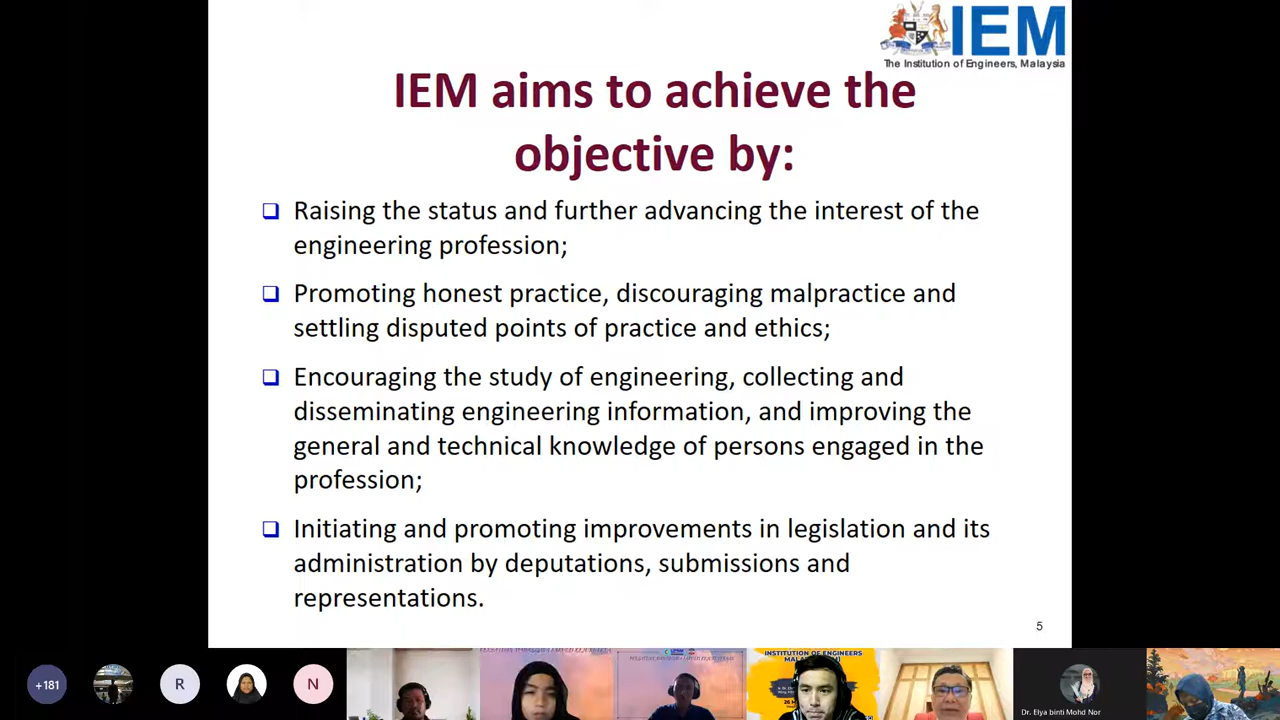 IEM
The Institution of Engineers, Malaysia
IEM aims to achieve the
objective by:
Raising the status and further advancing the interest of the
engineering profession;
Promoting honest practice, discouraging malpractice and
settling disputed points of practice and ethics;
Encouraging the study of engineering, collecting and
disseminating engineering information, and improving the
general and technical knowledge of persons engaged in the
profession;
Initiating and promoting improvements in legislation and its
administration by deputations, submissions and
representations.
5
+181
R
N
INSTITUTION OF ENGINEERS
Dr. Elya binti Mohd Nor